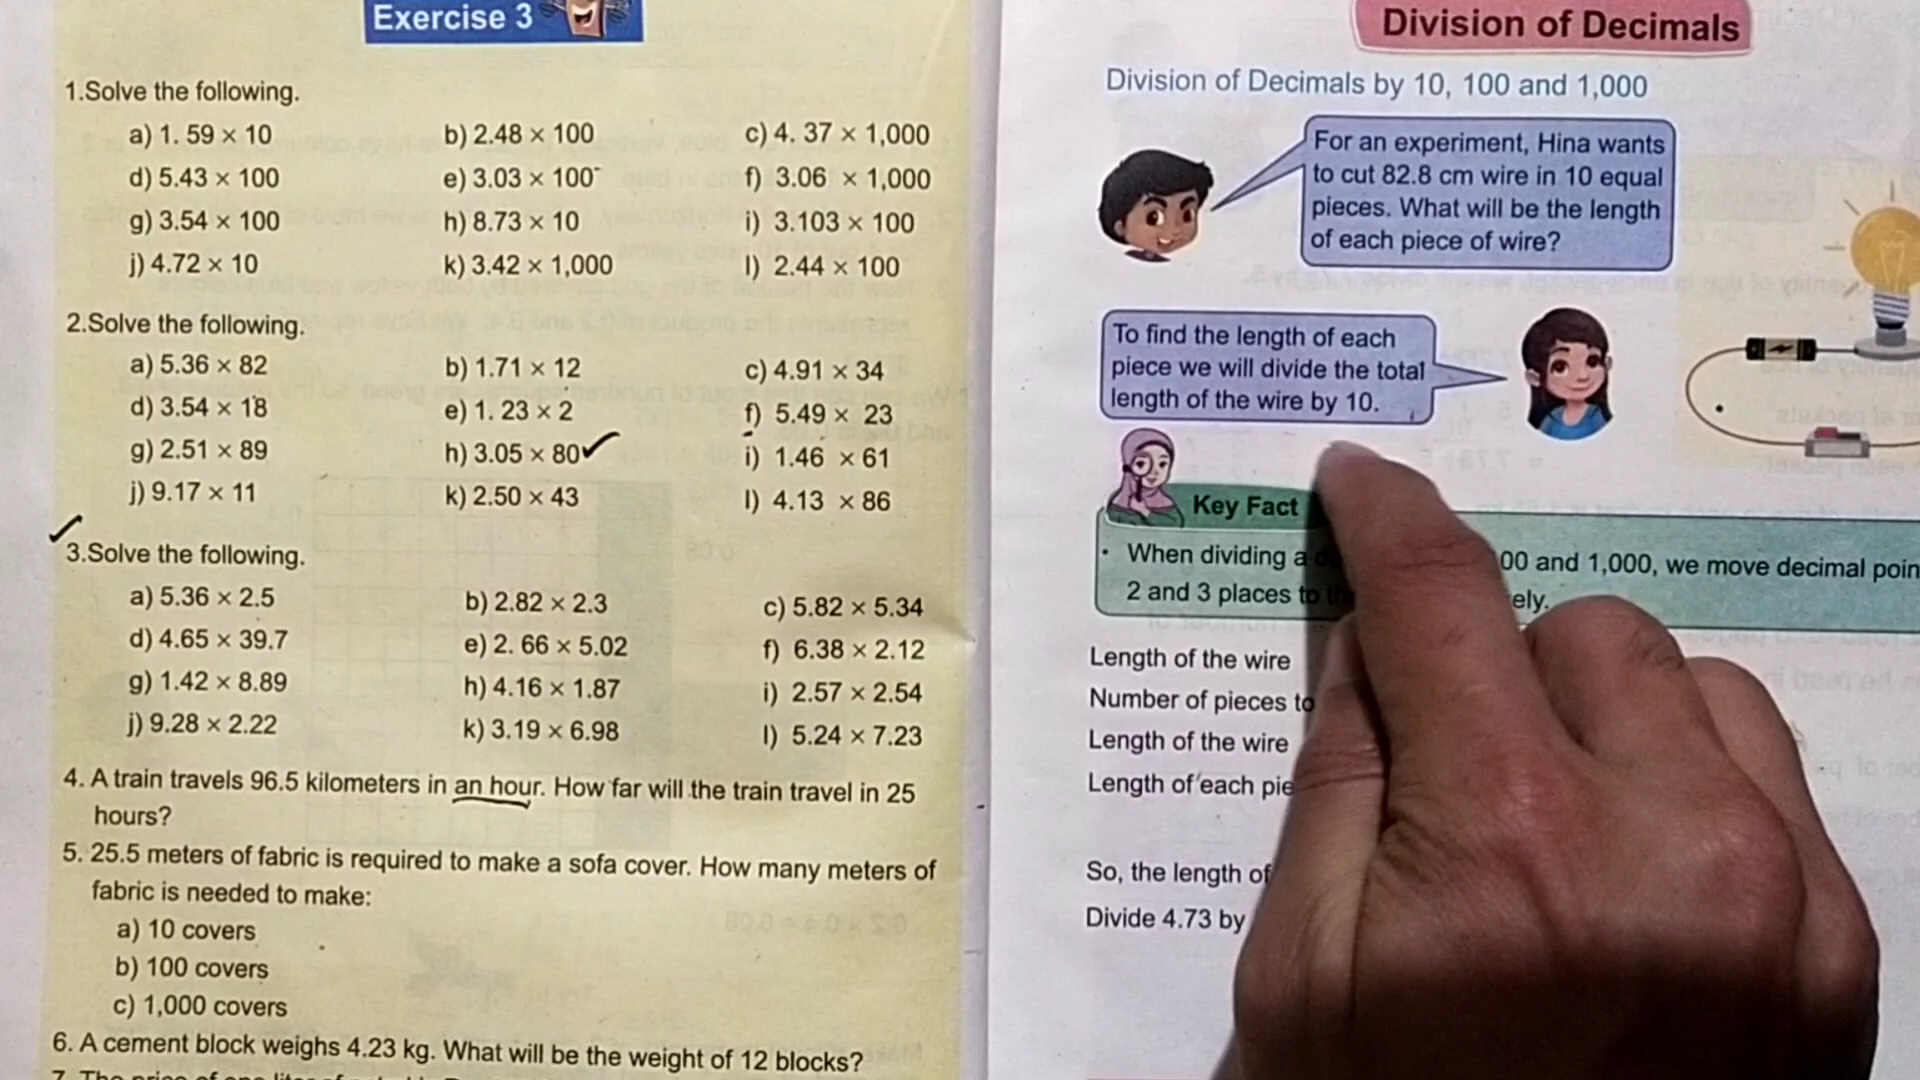 Exercise 3
1.Solve the following.
a) 1. 59 × 10
b) 2.48 × 100
c) 4. 37 × 1,000
d) 5.43 × 100
e) 3.03 × 100
f) 3.06 × 1,000
g) 3.54 × 100
h) 8.73 × 10
i) 3.103 × 100
j) 4.72 × 10
k) 3.42 × 1,000
l) 2.44 × 100
2.Solve the following.
a) 5.36 × 82
b) 1.71 × 12
c) 4.91 × 34
d) 3.54 × 18
e) 1. 23 × 2
f) 5.49 × 23
g) 2.51 × 89
h) 3.05 × 80
i) 1.46 × 61
j) 9.17 × 11
k) 2.50 × 43
l) 4.13 × 86
3.Solve the following.
a) 5.36 × 2.5
b) 2.82 × 2.3
c) 5.82 × 5.34
d) 4.65 × 39.7
e) 2. 66 × 5.02
f) 6.38 × 2.12
g) 1.42 × 8.89
h) 4.16 × 1.87
i) 2.57 × 2.54
j) 9.28 × 2.22
k) 3.19 × 6.98
l) 5.24 × 7.23
4. A train travels 96.5 kilometers in an hour. How far will the train travel in 25
hours?
5. 25.5 meters of fabric is required to make a sofa cover. How many meters of
fabric is needed to make:
a) 10 covers
b) 100 covers
c) 1,000 covers
6. A cement block weighs 4.23 kg. What will be the weight of 12 blocks?
7. The price of one
Division of Decimals
Division of Decimals by 10, 100 and 1,000
For an experiment, Hina wants
to cut 82.8 cm wire in 10 equal
pieces. What will be the length
of each piece of wire?
To find the length of each
piece we will divide the total
length of the wire by 10.
Key Fact
• When dividing a 00 and 1,000, we move decimal poin
2 and 3 places to ely.
Length of the wire
Number of pieces to
Length of the wire
Length of each pie
So, the length of
Divide 4.73 by